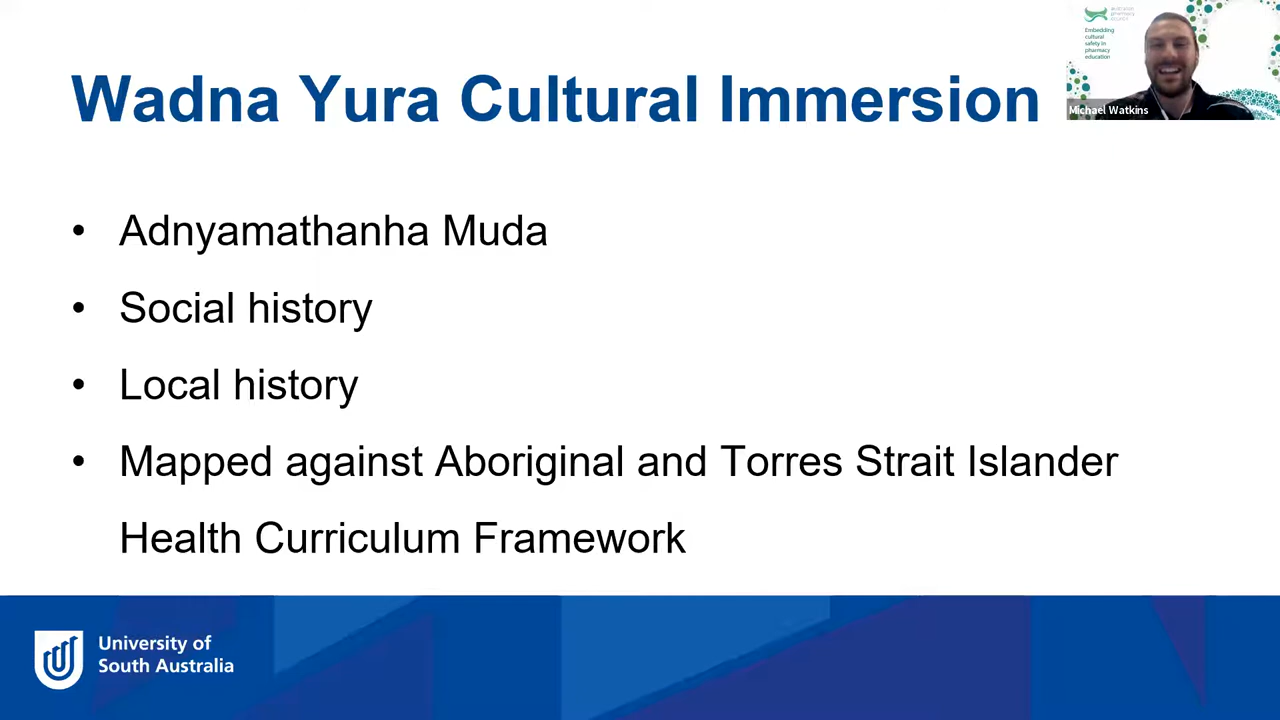 Wadna Yura Cultural Immersion
Embedding
cultural
safety in
pharmacy
education
Michael Watkins
• Adnyamathanha Muda
• Social history
• Local history
• Mapped against Aboriginal and Torres Strait Islander
Health Curriculum Framework
University of
South Australia